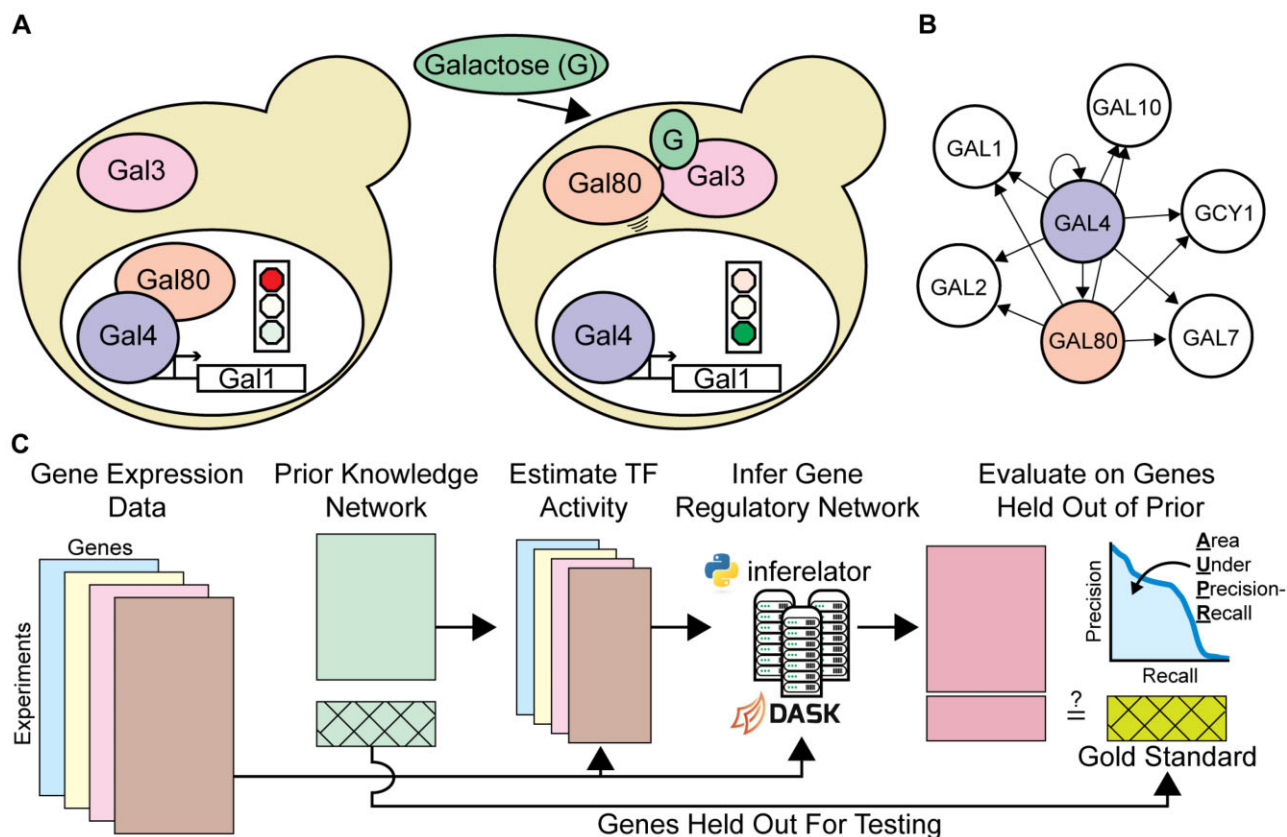 A
Galactose (G)
Gal3
Gal80
Gal4
Gal1
G
Gal80
Gal3
Gal4
Gal1
B
GAL10
GAL1
GAL4
GCY1
GAL2
GAL80
GAL7
C
Gene Expression
Data
Prior Knowledge
Network
Estimate TF
Activity
Infer Gene
Regulatory Network
Evaluate on Genes
Held Out of Prior
Genes
Experiments
inferelator
DASK
Precision
Recall
Area
Under
Precision-
Recall
?
=
Gold Standard
Genes Held Out For Testing